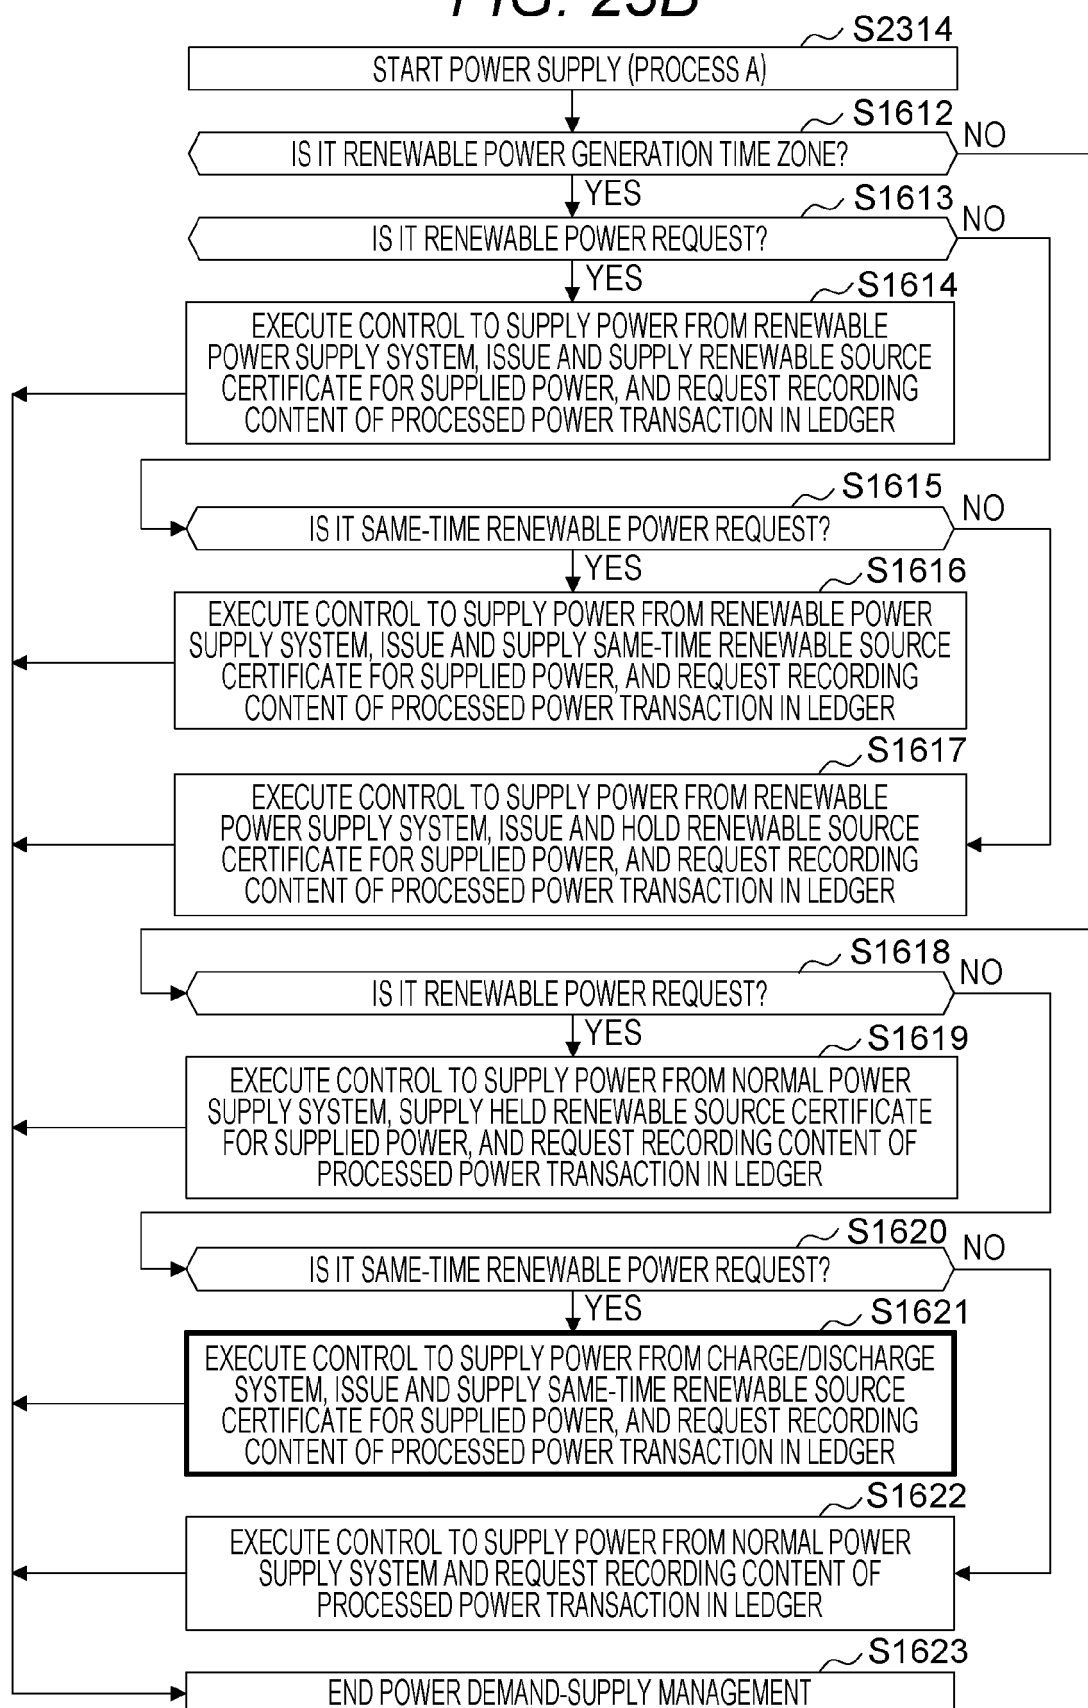 FIG. 23B
S2314
START POWER SUPPLY (PROCESS A)
S1612
IS IT RENEWABLE POWER GENERATION TIME ZONE?
NO
YES
S1613
IS IT RENEWABLE POWER REQUEST?
NO
YES
S1614
EXECUTE CONTROL TO SUPPLY POWER FROM RENEWABLE
POWER SUPPLY SYSTEM, ISSUE AND SUPPLY RENEWABLE SOURCE
CERTIFICATE FOR SUPPLIED POWER, AND REQUEST RECORDING
CONTENT OF PROCESSED POWER TRANSACTION IN LEDGER
S1615
IS IT SAME-TIME RENEWABLE POWER REQUEST?
NO
YES
S1616
EXECUTE CONTROL TO SUPPLY POWER FROM RENEWABLE POWER
SUPPLY SYSTEM, ISSUE AND SUPPLY SAME-TIME RENEWABLE SOURCE
CERTIFICATE FOR SUPPLIED POWER, AND REQUEST RECORDING
CONTENT OF PROCESSED POWER TRANSACTION IN LEDGER
S1617
EXECUTE CONTROL TO SUPPLY POWER FROM RENEWABLE
POWER SUPPLY SYSTEM, ISSUE AND HOLD RENEWABLE SOURCE
CERTIFICATE FOR SUPPLIED POWER, AND REQUEST RECORDING
CONTENT OF PROCESSED POWER TRANSACTION IN LEDGER
S1618
IS IT RENEWABLE POWER REQUEST?
NO
YES
S1619
EXECUTE CONTROL TO SUPPLY POWER FROM NORMAL POWER
SUPPLY SYSTEM, SUPPLY HELD RENEWABLE SOURCE CERTIFICATE
FOR SUPPLIED POWER, AND REQUEST RECORDING CONTENT OF
PROCESSED POWER TRANSACTION IN LEDGER
S1620
IS IT SAME-TIME RENEWABLE POWER REQUEST?
NO
YES
S1621
EXECUTE CONTROL TO SUPPLY POWER FROM CHARGE/DISCHARGE
SYSTEM, ISSUE AND SUPPLY SAME-TIME RENEWABLE SOURCE
CERTIFICATE FOR SUPPLIED POWER, AND REQUEST RECORDING
CONTENT OF PROCESSED POWER TRANSACTION IN LEDGER
S1622
EXECUTE CONTROL TO SUPPLY POWER FROM NORMAL POWER
SUPPLY SYSTEM AND REQUEST RECORDING CONTENT OF
PROCESSED POWER TRANSACTION IN LEDGER
S1623
END POWER DEMAND-SUPPLY MANAGEMENT